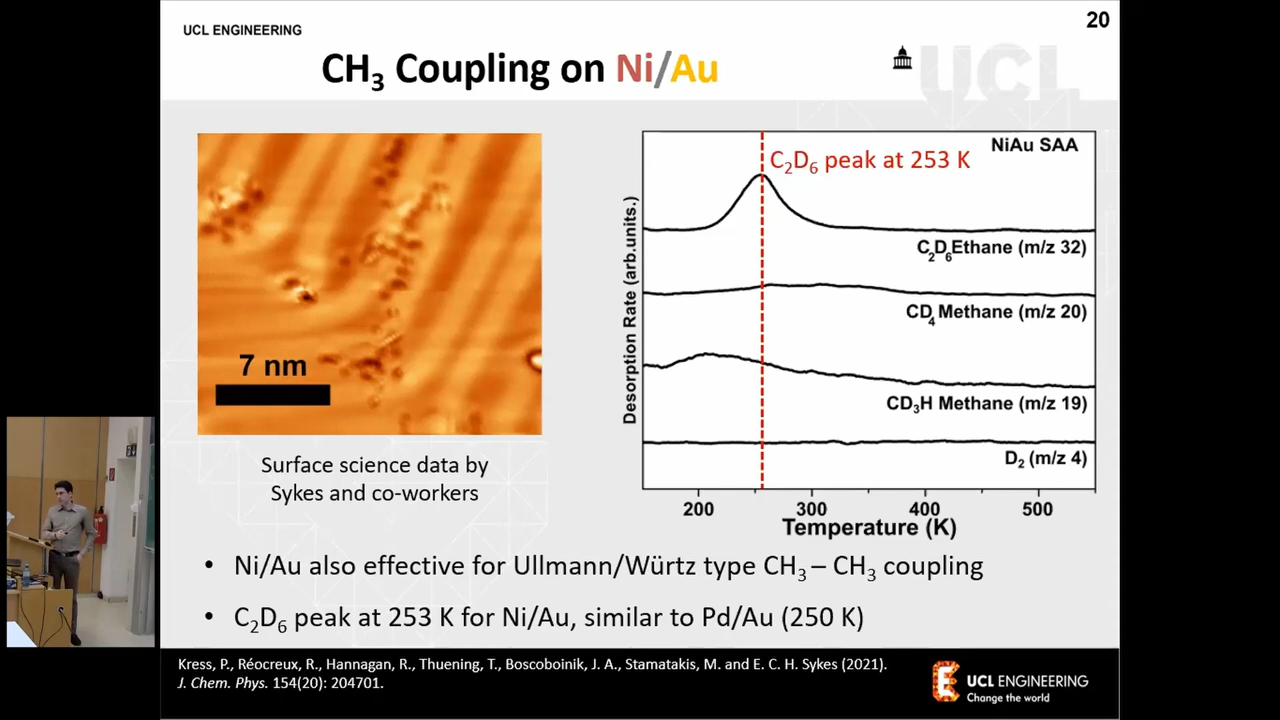 UCL ENGINEERING
20
CH₃ Coupling on Ni/Au
UCL
7 nm
Surface science data by
Sykes and co-workers
NiAu SAA
C₂D₆ peak at 253 K
C₂D₆ Ethane (m/z 32)
CD₄ Methane (m/z 20)
CD₃H Methane (m/z 19)
D₂ (m/z 4)
Desorption Rate (arb.units.)
200 300 400 500
Temperature (K)
• Ni/Au also effective for Ullmann/Würtz type CH₃ – CH₃ coupling
• C₂D₆ peak at 253 K for Ni/Au, similar to Pd/Au (250 K)
Kress, P., Réocreux, R., Hannagan, R., Thuening, T., Boscoboinik, J. A., Stamatakis, M. and E. C. H. Sykes (2021).
J. Chem. Phys. 154(20): 204701.
UCL ENGINEERING
Change the world